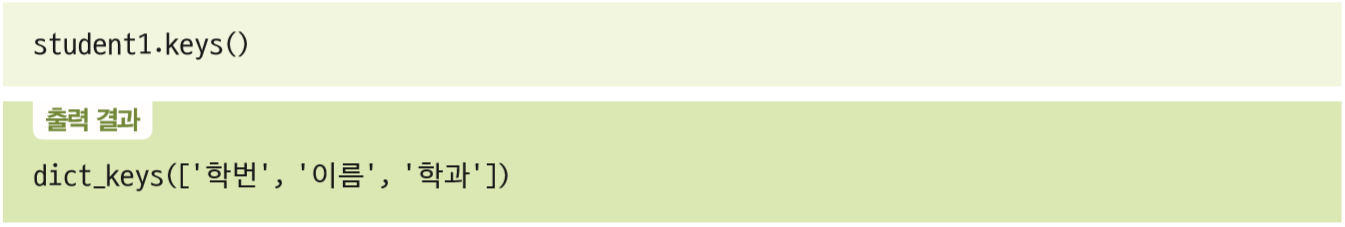 student1.keys()
출력 결과
dict_keys(['학번', '이름', '학과'])